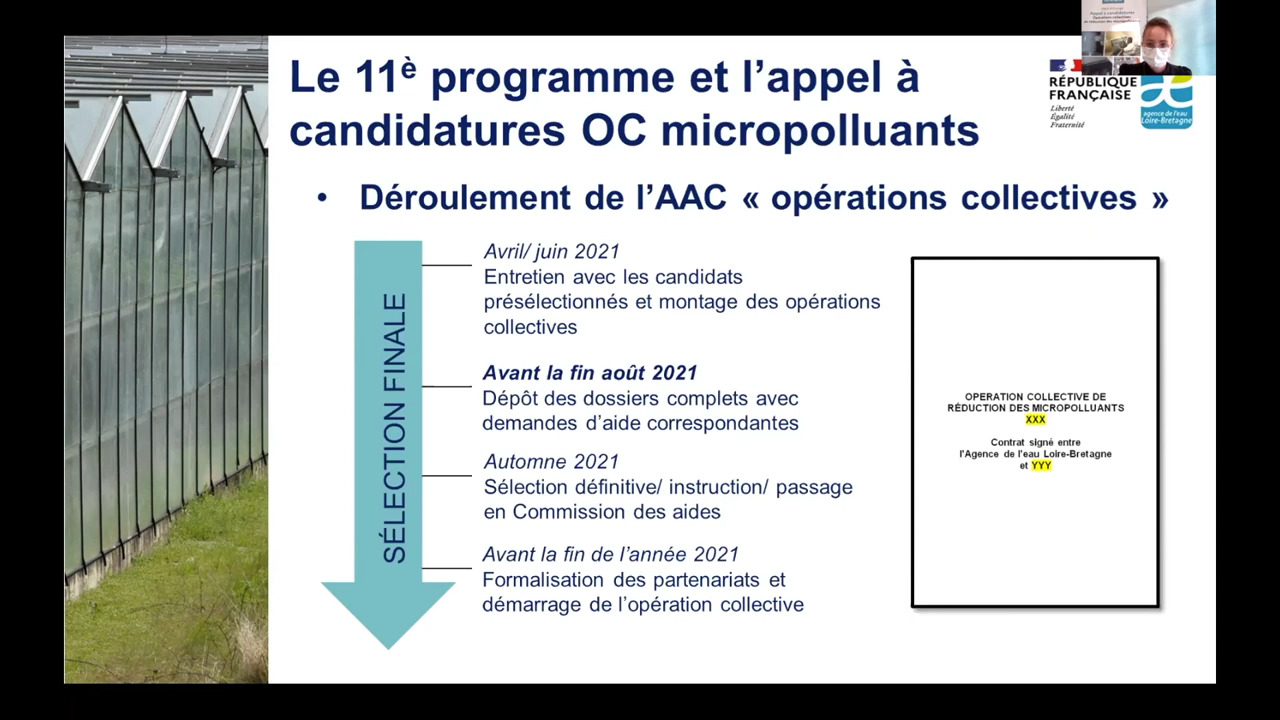 Le 11è programme et l'appel à
candidatures OC micropolluants
RÉPUBLIQUE
FRANÇAISE
Liberté
Égalité
Fraternité
agence de l'eau
Loire-Bretagne
• Déroulement de l'AAC « opérations collectives »
SÉLECTION FINALE
Avril/ juin 2021
Entretien avec les candidats
présélectionnés et montage des opérations
collectives
Avant la fin août 2021
Dépôt des dossiers complets avec
demandes d'aide correspondantes
Automne 2021
Sélection définitive/ instruction/ passage
en Commission des aides
Avant la fin de l'année 2021
Formalisation des partenariats et
démarrage de l'opération collective
OPERATION COLLECTIVE DE
RÉDUCTION DES MICROPOLLUANTS
XXX
Contrat signé entre
l'Agence de l'eau Loire-Bretagne
et YYY